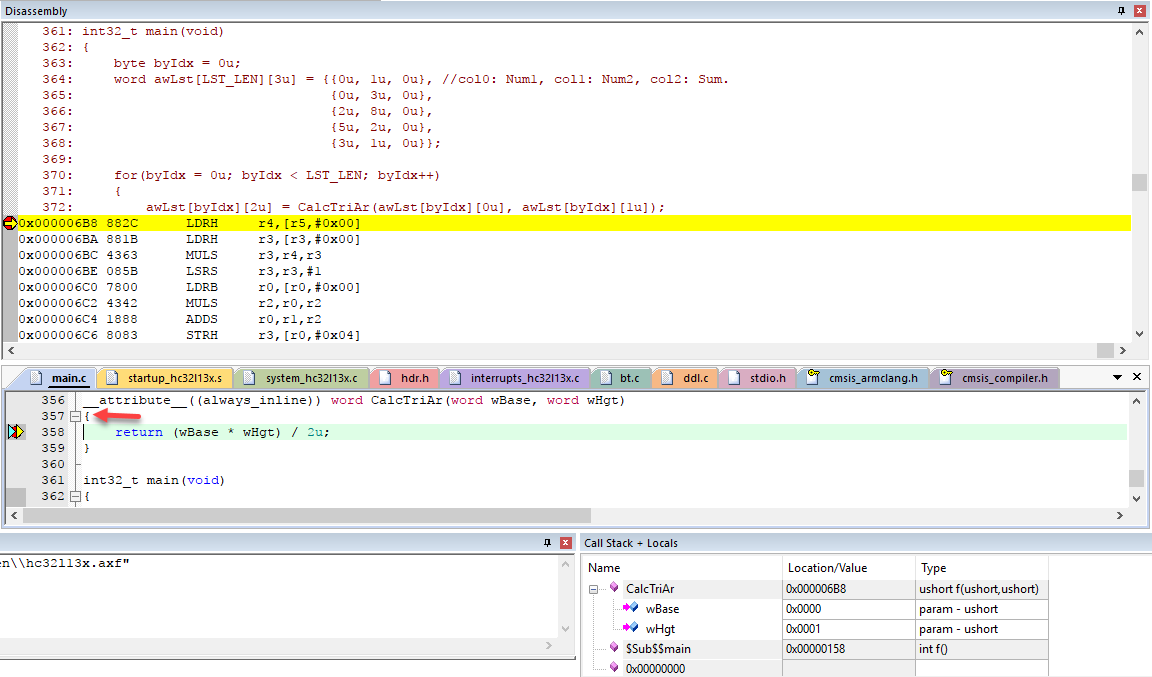 Disassembly
361: int32_t main(void)
362: {
363:     byte byIdx = 0u;
364:     word awLst[LST_LEN][3u] = {{0u, 1u, 0u}, //col0: Num1, col1: Num2, col2: Sum.
365:                                {0u, 3u, 0u},
366:                                {2u, 8u, 0u},
367:                                {5u, 2u, 0u},
368:                                {3u, 1u, 0u}};
369:
370:     for(byIdx = 0u; byIdx < LST_LEN; byIdx++)
371:     {
372:         awLst[byIdx][2u] = CalcTriAr(awLst[byIdx][0u], awLst[byIdx][1u]);
0x000006B8 882C      LDRH     r4,[r5,#0x00]
0x000006BA 881B      LDRH     r3,[r3,#0x00]
0x000006BC 4363      MULS     r3,r4,r3
0x000006BE 085B      LSRS     r3,r3,#1
0x000006C0 7800      LDRB     r0,[r0,#0x00]
0x000006C2 4342      MULS     r2,r0,r2
0x000006C4 1888      ADDS     r0,r1,r2
0x000006C6 8083      STRH     r3,[r0,#0x04]
main.c startup_hc32l13x.s system_hc32l13x.c hdr.h interrupts_hc32l13x.c bt.c ddl.c stdio.h cmsis_armclang.h cmsis_compiler.h
356 __attribute__((always_inline)) word CalcTriAr(word wBase, word wHgt)
357 {
358     return (wBase * wHgt) / 2u;
359 }
360
361 int32_t main(void)
362 {
en\\hc32l13x.axf"
Call Stack + Locals
Name Location/Value Type
CalcTriAr 0x000006B8 ushort f(ushort,ushort)
wBase 0x0000 param - ushort
wHgt 0x0001 param - ushort
$Sub$$main 0x00000158 int f()
0x00000000